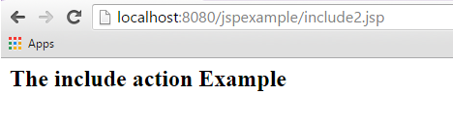 localhost:8080/jspexample/include2.jsp
Apps
The include action Example